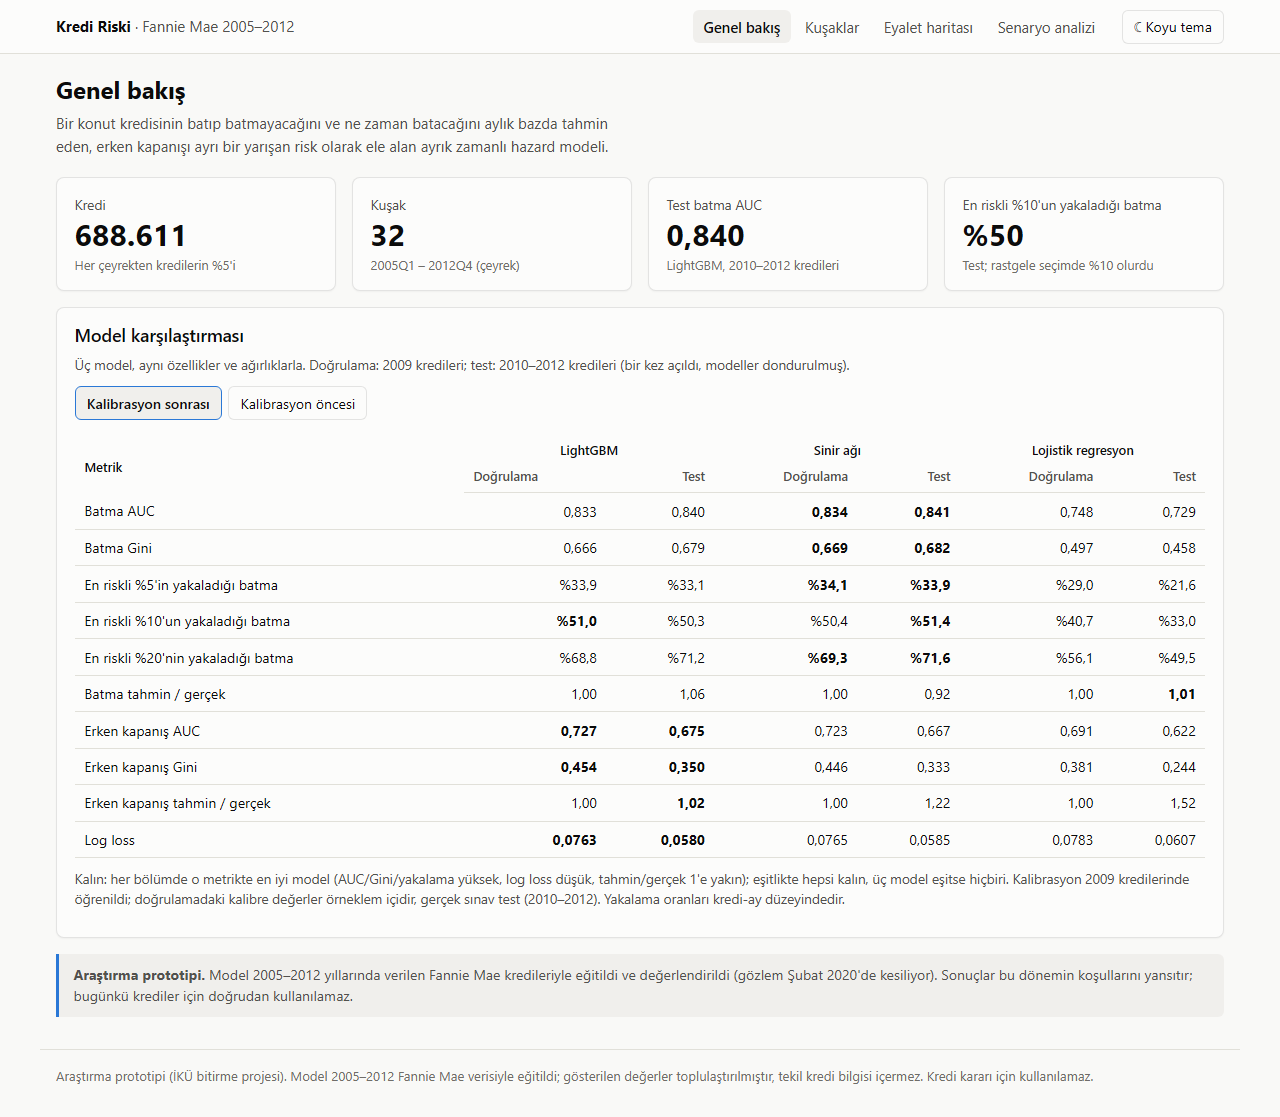 Kredi Riski · Fannie Mae 2005–2012
Genel bakış Kuşaklar Eyalet haritası Senaryo analizi ☾ Koyu tema
Genel bakış
Bir konut kredisinin batıp batmayacağını ve ne zaman batacağını aylık bazda tahmin
eden, erken kapanışı ayrı bir yarışan risk olarak ele alan ayrık zamanlı hazard modeli.
Kredi
688.611
Her çeyrekten kredilerin %5'i
Kuşak
32
2005Q1 – 2012Q4 (çeyrek)
Test batma AUC
0,840
LightGBM, 2010–2012 kredileri
En riskli %10'un yakaladığı batma
%50
Test; rastgele seçimde %10 olurdu
Model karşılaştırması
Üç model, aynı özellikler ve ağırlıklarla. Doğrulama: 2009 kredileri; test: 2010–2012 kredileri (bir kez açıldı, modeller dondurulmuş).
Kalibrasyon sonrası Kalibrasyon öncesi
Metrik LightGBM Sinir ağı Lojistik regresyon
Doğrulama Test Doğrulama Test Doğrulama Test
Batma AUC 0,833 0,840 0,834 0,841 0,748 0,729
Batma Gini 0,666 0,679 0,669 0,682 0,497 0,458
En riskli %5'in yakaladığı batma %33,9 %33,1 %34,1 %33,9 %29,0 %21,6
En riskli %10'un yakaladığı batma %51,0 %50,3 %50,4 %51,4 %40,7 %33,0
En riskli %20'nin yakaladığı batma %68,8 %71,2 %69,3 %71,6 %56,1 %49,5
Batma tahmin / gerçek 1,00 1,06 1,00 0,92 1,00 1,01
Erken kapanış AUC 0,727 0,675 0,723 0,667 0,691 0,622
Erken kapanış Gini 0,454 0,350 0,446 0,333 0,381 0,244
Erken kapanış tahmin / gerçek 1,00 1,02 1,00 1,22 1,00 1,52
Log loss 0,0763 0,0580 0,0765 0,0585 0,0783 0,0607
Kalın: her bölümde o metrikte en iyi model (AUC/Gini/yakalama yüksek, log loss düşük, tahmin/gerçek 1'e yakın); eşitlikte hepsi kalın, üç model eşitse hiçbiri. Kalibrasyon 2009 kredilerinde
öğrenildi; doğrulamadaki kalibre değerler örneklem içidir, gerçek sınav test (2010–2012). Yakalama oranları kredi-ay düzeyindedir.
Araştırma prototipi. Model 2005–2012 yıllarında verilen Fannie Mae kredileriyle eğitildi ve değerlendirildi (gözlem Şubat 2020'de kesiliyor). Sonuçlar bu dönemin koşullarını yansıtır;
bugünkü krediler için doğrudan kullanılamaz.
Araştırma prototipi (İKÜ bitirme projesi). Model 2005–2012 Fannie Mae verisiyle eğitildi; gösterilen değerler toplulaştırılmıştır, tekil kredi bilgisi içermez. Kredi kararı için kullanılamaz.